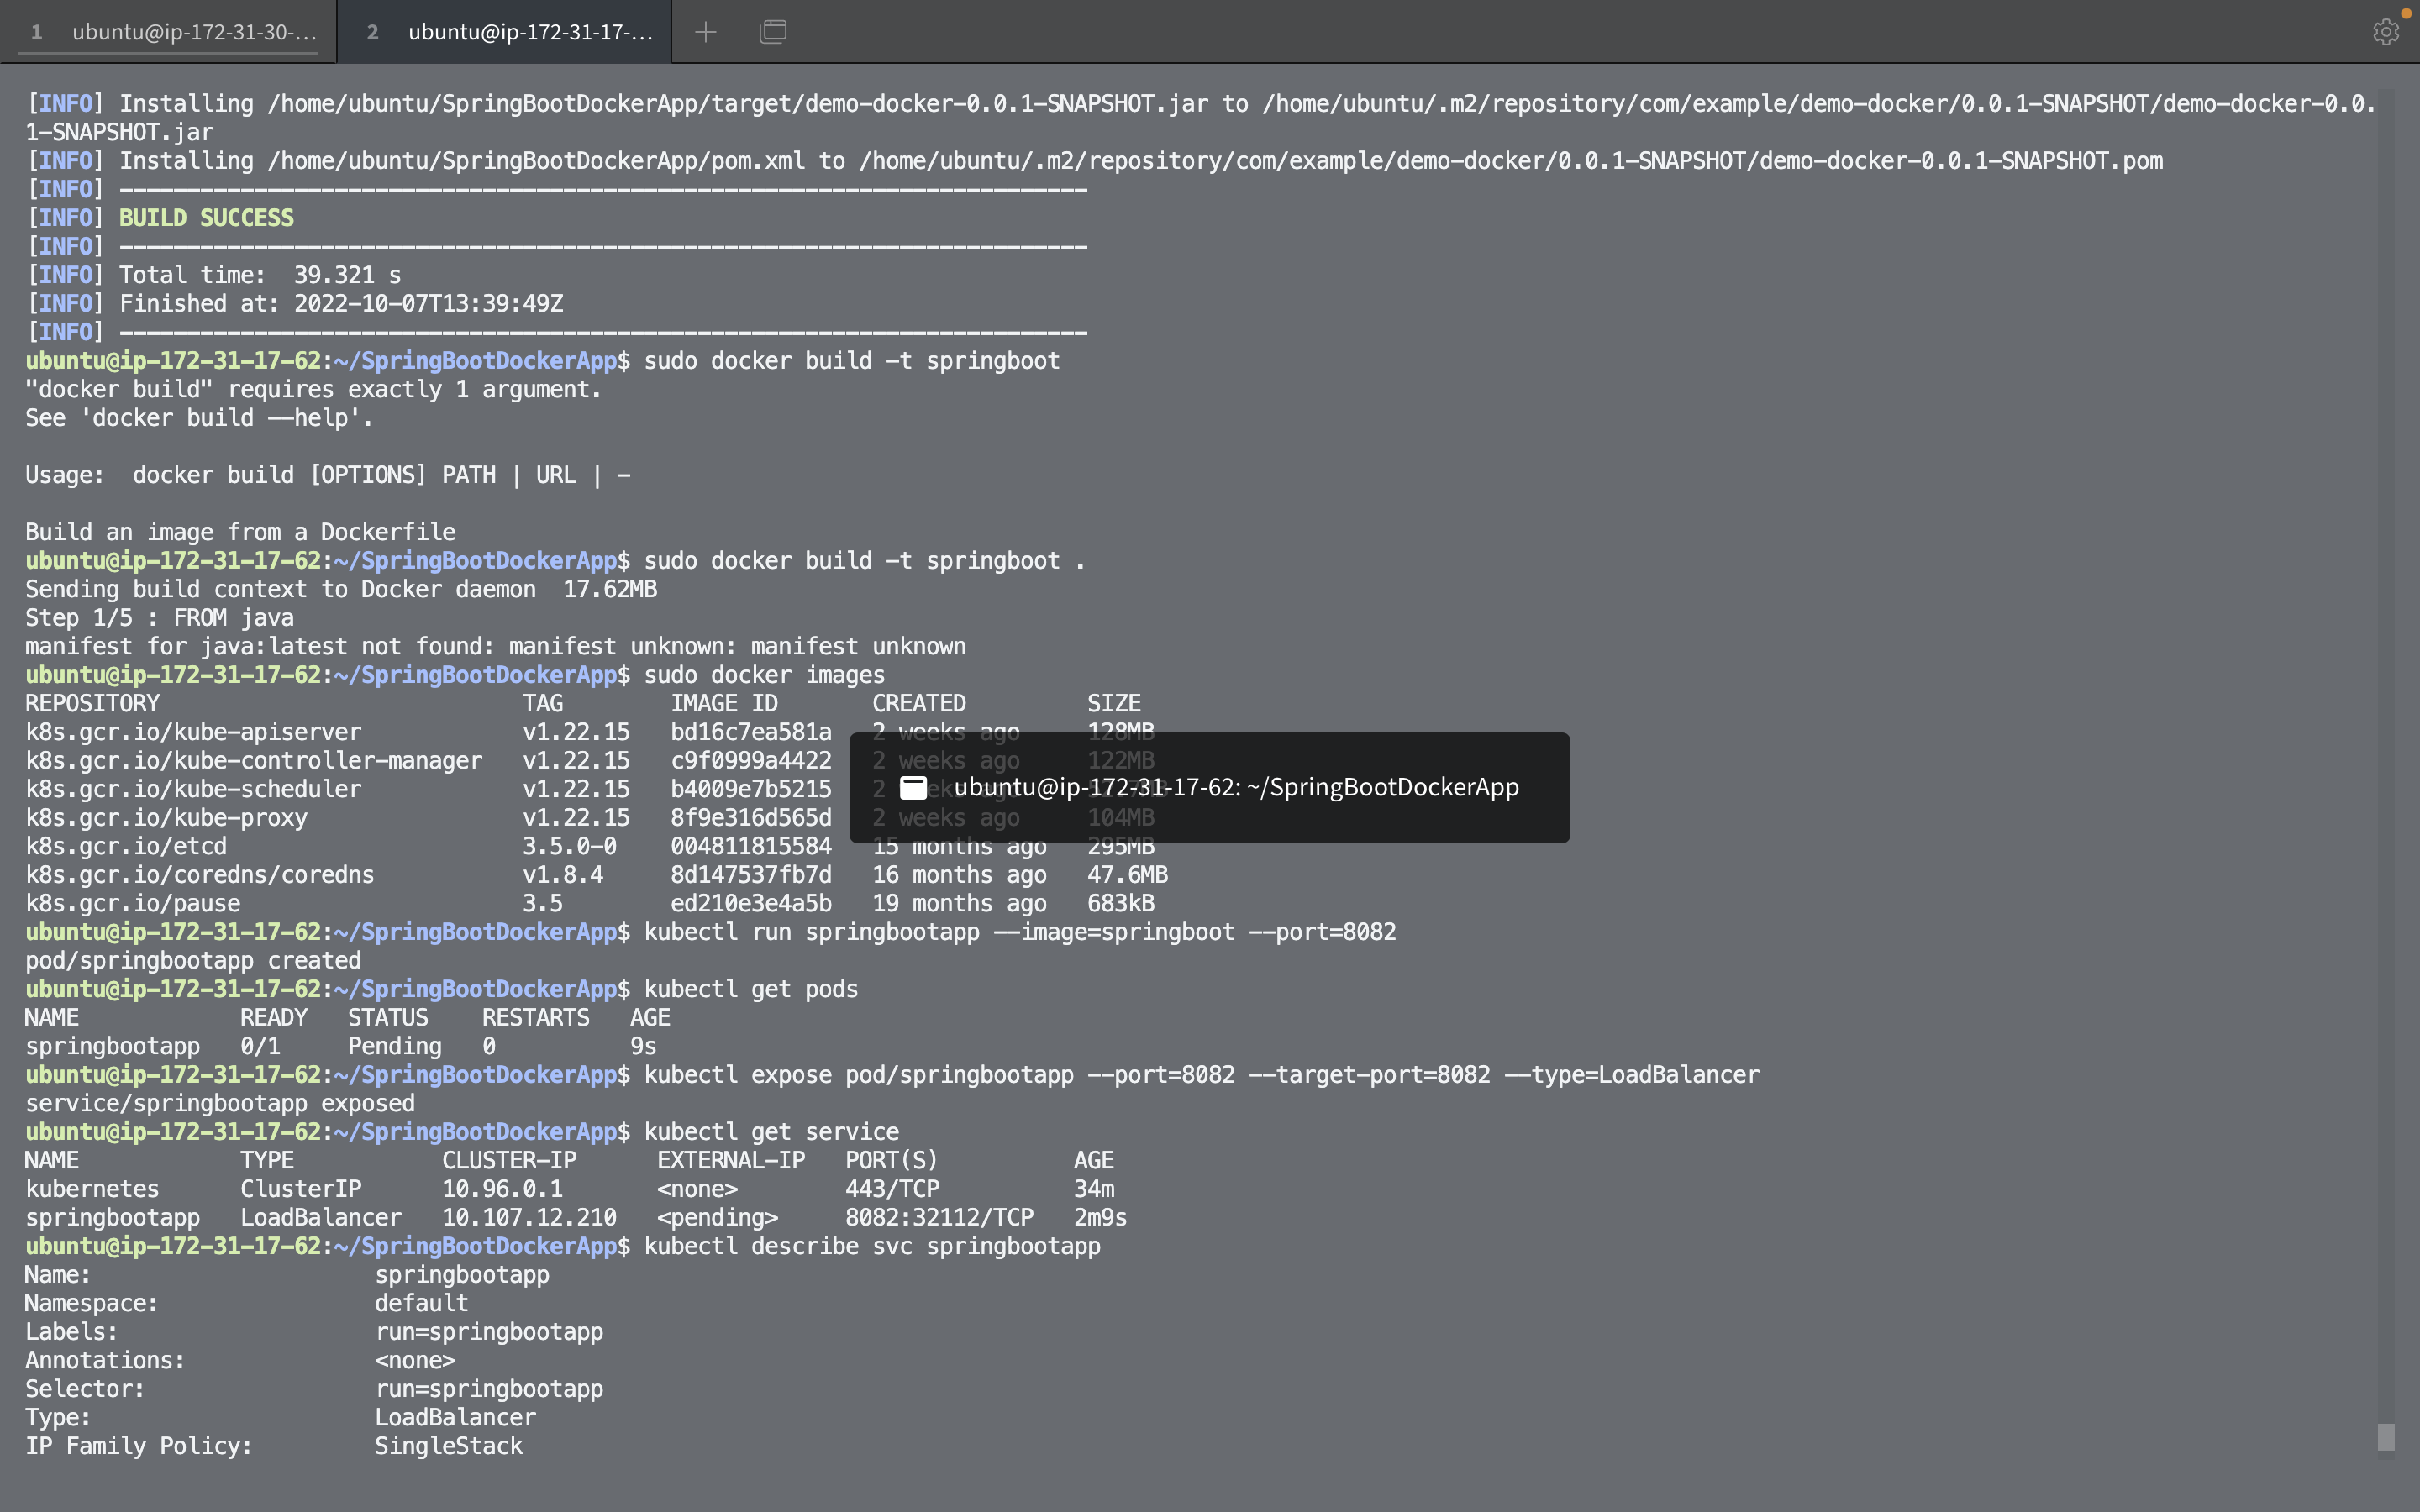 1 ubuntu@ip-172-31-30-...
2 ubuntu@ip-172-31-17-...
[INFO] Installing /home/ubuntu/SpringBootDockerApp/target/demo-docker-0.0.1-SNAPSHOT.jar to /home/ubuntu/.m2/repository/com/example/demo-docker/0.0.1-SNAPSHOT/demo-docker-0.0.
1-SNAPSHOT.jar
[INFO] Installing /home/ubuntu/SpringBootDockerApp/pom.xml to /home/ubuntu/.m2/repository/com/example/demo-docker/0.0.1-SNAPSHOT/demo-docker-0.0.1-SNAPSHOT.pom
[INFO] ------------------------------------------------------------------------
[INFO] BUILD SUCCESS
[INFO] ------------------------------------------------------------------------
[INFO] Total time:  39.321 s
[INFO] Finished at: 2022-10-07T13:39:49Z
[INFO] ------------------------------------------------------------------------
ubuntu@ip-172-31-17-62:~/SpringBootDockerApp$ sudo docker build -t springboot
"docker build" requires exactly 1 argument.
See 'docker build --help'.
Usage:  docker build [OPTIONS] PATH | URL | -
Build an image from a Dockerfile
ubuntu@ip-172-31-17-62:~/SpringBootDockerApp$ sudo docker build -t springboot .
Sending build context to Docker daemon  17.62MB
Step 1/5 : FROM java
manifest for java:latest not found: manifest unknown: manifest unknown
ubuntu@ip-172-31-17-62:~/SpringBootDockerApp$ sudo docker images
REPOSITORY TAG IMAGE ID CREATED SIZE
k8s.gcr.io/kube-apiserver v1.22.15 bd16c7ea581a 2 weeks ago 128MB
k8s.gcr.io/kube-controller-manager v1.22.15 c9f0999a4422 2 weeks ago 122MB
k8s.gcr.io/kube-scheduler v1.22.15 b4009e7b5215 2
ubuntu@ip-172-31-17-62: ~/SpringBootDockerApp
k8s.gcr.io/kube-proxy v1.22.15 8f9e316d565d 2 weeks ago 104MB
k8s.gcr.io/etcd 3.5.0-0 004811815584 15 months ago 295MB
k8s.gcr.io/coredns/coredns v1.8.4 8d147537fb7d 16 months ago 47.6MB
k8s.gcr.io/pause 3.5 ed210e3e4a5b 19 months ago 683kB
ubuntu@ip-172-31-17-62:~/SpringBootDockerApp$ kubectl run springbootapp --image=springboot --port=8082
pod/springbootapp created
ubuntu@ip-172-31-17-62:~/SpringBootDockerApp$ kubectl get pods
NAME READY STATUS RESTARTS AGE
springbootapp 0/1 Pending 0 9s
ubuntu@ip-172-31-17-62:~/SpringBootDockerApp$ kubectl expose pod/springbootapp --port=8082 --target-port=8082 --type=LoadBalancer
service/springbootapp exposed
ubuntu@ip-172-31-17-62:~/SpringBootDockerApp$ kubectl get service
NAME TYPE CLUSTER-IP EXTERNAL-IP PORT(S) AGE
kubernetes ClusterIP 10.96.0.1 <none> 443/TCP 34m
springbootapp LoadBalancer 10.107.12.210 <pending> 8082:32112/TCP 2m9s
ubuntu@ip-172-31-17-62:~/SpringBootDockerApp$ kubectl describe svc springbootapp
Name: springbootapp
Namespace: default
Labels: run=springbootapp
Annotations: <none>
Selector: run=springbootapp
Type: LoadBalancer
IP Family Policy: SingleStack